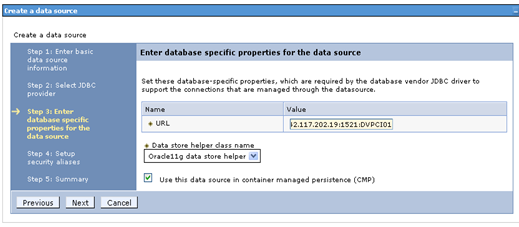 Create a data source
Create a data source
Step 1: Enter basic
data source
information
Step 2: Select JDBC
provider
Step 3: Enter
database specific
properties for the
data source
Step 4: Setup
security aliases
Step 5: Summary
Enter database specific properties for the data source
Set these database-specific properties, which are required by the database vendor JDBC driver to
support the connections that are managed through the datasource.
Name Value
URL 2.117.202.19:1521:DVPCI01
Data store helper class name
Oracle11g data store helper
Use this data source in container managed persistence (CMP)
Previous Next Cancel